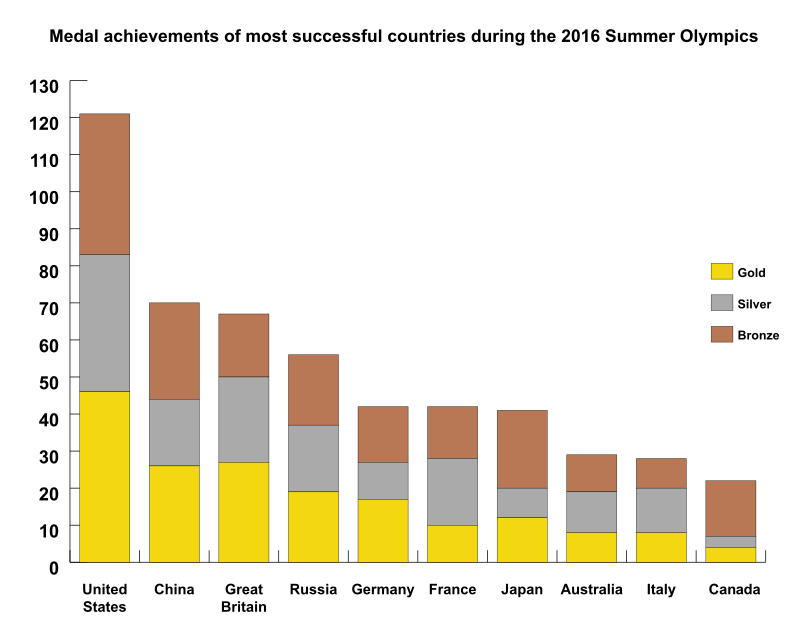 Medal achievements of most successful countries during the 2016 Summer Olympics
130
120
110
100
90
80
70
60
50
40
30
20
10
0
Gold
Silver
Bronze
United States
China
Great Britain
Russia
Germany
France
Japan
Australia
Italy
Canada